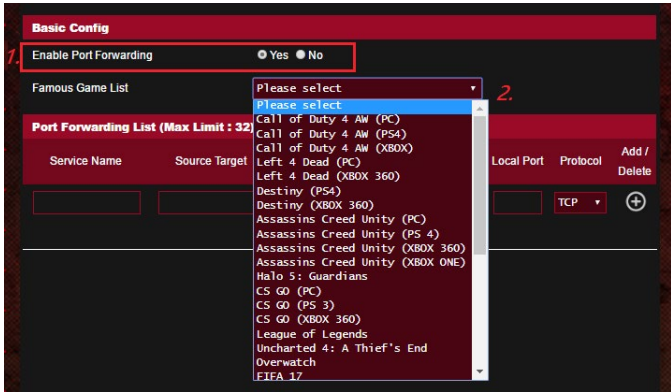 Basic Config
1.
Enable Port Forwarding Yes No
Famous Game List Please select
2.
Please select
Call of Duty 4 AW (PC)
Call of Duty 4 AW (PS4)
Call of Duty 4 AW (XBOX)
Left 4 Dead (PC)
Left 4 Dead (XBOX 360)
Destiny (PS4)
Destiny (XBOX 360)
Assassins Creed Unity (PC)
Assassins Creed Unity (PS 4)
Assassins Creed Unity (XBOX 360)
Assassins Creed Unity (XBOX ONE)
Halo 5: Guardians
CS GO (PC)
CS GO (PS 3)
CS GO (XBOX 360)
League of Legends
Uncharted 4: A Thief's End
Overwatch
FIFA 17
Port Forwarding List (Max Limit : 32)
Service Name Source Target Local Port Protocol Add / Delete
TCP